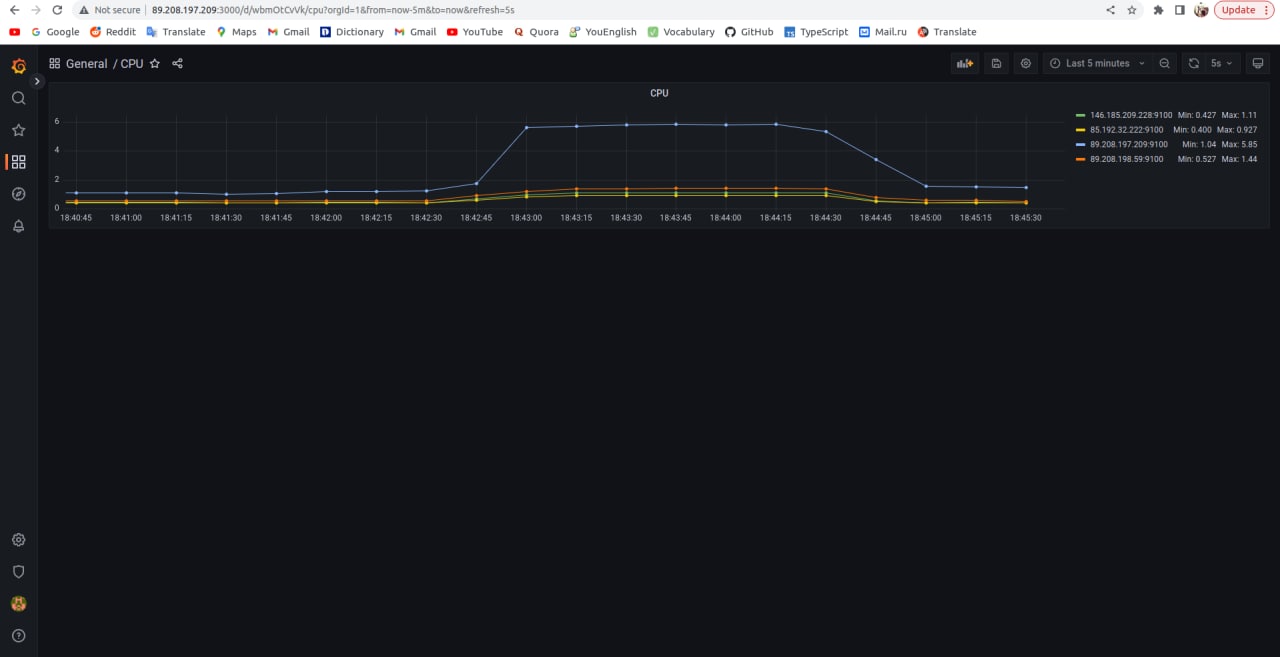 Not secure 89.208.197.209:3000/d/wbmOtCvVk/cpu?orgId=1&from=now-5m&to=now&refresh=5s Update
Google Reddit Translate Maps Gmail Dictionary Gmail YouTube Quora YouEnglish Vocabulary GitHub TypeScript Mail.ru Translate
General / CPU Last 5 minutes 5s
CPU
6
4
2
0
18:40:45 18:41:00 18:41:15 18:41:30 18:41:45 18:42:00 18:42:15 18:42:30 18:42:45 18:43:00 18:43:15 18:43:30 18:43:45 18:44:00 18:44:15 18:44:30 18:44:45 18:45:00 18:45:15 18:45:30
146.185.209.228:9100 Min: 0.427 Max: 1.11
85.192.32.222:9100 Min: 0.400 Max: 0.927
89.208.197.209:9100 Min: 1.04 Max: 5.85
89.208.198.59:9100 Min: 0.527 Max: 1.44